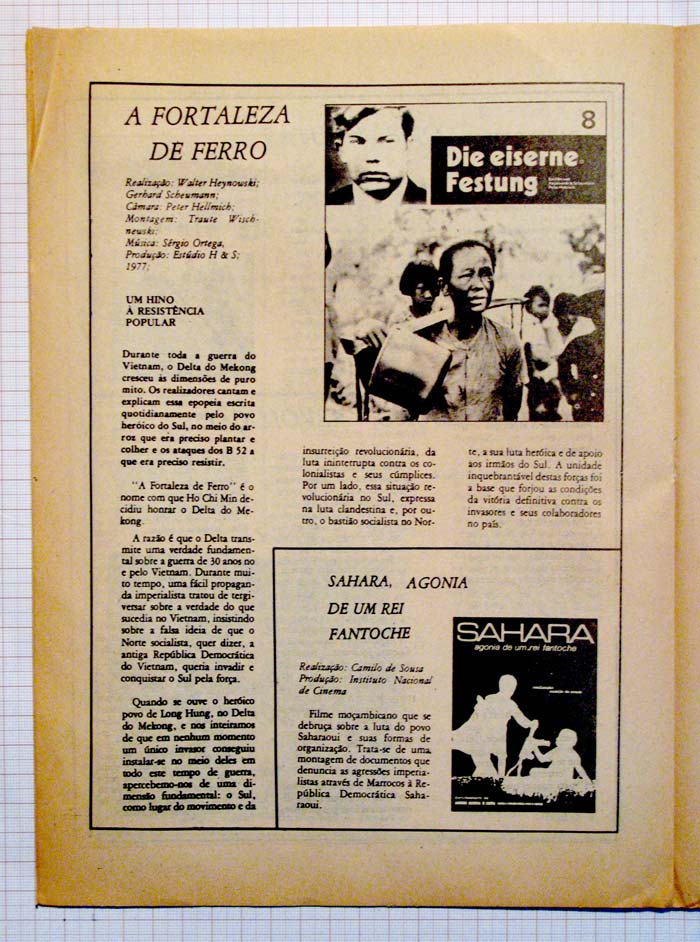 A FORTALEZA
DE FERRO
Realização: Walter Heynowski;
Gerhard Scheumann;
Câmara: Peter Hellmich;
Montagem: Traute Wisch-
newski;
Música: Sérgio Ortega,
Produção: Estúdio H & S;
1977;
UM HINO
À RESISTÊNCIA
POPULAR
Durante toda a guerra do
Vietnam, o Delta do Mekong
cresceu às dimensões de puro
mito. Os realizadores cantam e
explicam essa epopeia escrita
quotidianamente pelo povo
heróico do Sul, no meio do ar-
roz que era preciso plantar e
colher e os ataques dos B 52 a
que era preciso resistir.
"A Fortaleza de Ferro" é o
nome com que Ho Chi Min de-
cidiu honrar o Delta do Me-
kong.
A razão é que o Delta trans-
mite uma verdade fundamen-
tal sobre a guerra de 30 anos no
e pelo Vietnam. Durante mui-
to tempo, uma fácil propagan-
da imperialista tratou de tergi-
versar sobre a verdade do que
sucedia no Vietnam, insistindo
sobre a falsa ideia de que o
Norte socialista, quer dizer, a
antiga República Democrática
do Vietnam, queria invadir e
conquistar o Sul pela força.
Quando se ouve o heróico
povo de Long Hung, no Delta
do Mekong, e nos inteiramos
de que em nenhum momento
um único invasor conseguiu
instalar-se no meio deles em
todo este tempo de guerra,
apercebemo-nos de uma di-
mensão fundamental: o Sul,
como lugar do movimento e da
8
Die eiserne
Festung
insurreição revolucionária, da
luta ininterrupta contra os co-
lonialistas e seus cúmplices.
Por um lado, essa situação re-
volucionária no Sul, expressa
na luta clandestina e, por ou-
tro, o bastião socialista no Nor-
te, a sua luta heróica e de apoio
aos irmãos do Sul. A unidade
inquebrantável destas forças foi
a base que forjou as condições
da vitória definitiva contra os
invasores e seus colaboradores
no país.
SAHARA, AGONIA
DE UM REI
FANTOCHE
Realização: Camilo de Sousa
Produção: Instituto Nacional
de Cinema
Filme moçambicano que se
debruça sobre a luta do povo
Saharaoui e suas formas de
organização. Trata-se de uma
montagem de documentos que
denuncia as agressões imperia-
listas através de Marrocos à Re-
pública Democrática Saha-
raoui.
SAHARA
agonia de um rei fantoche